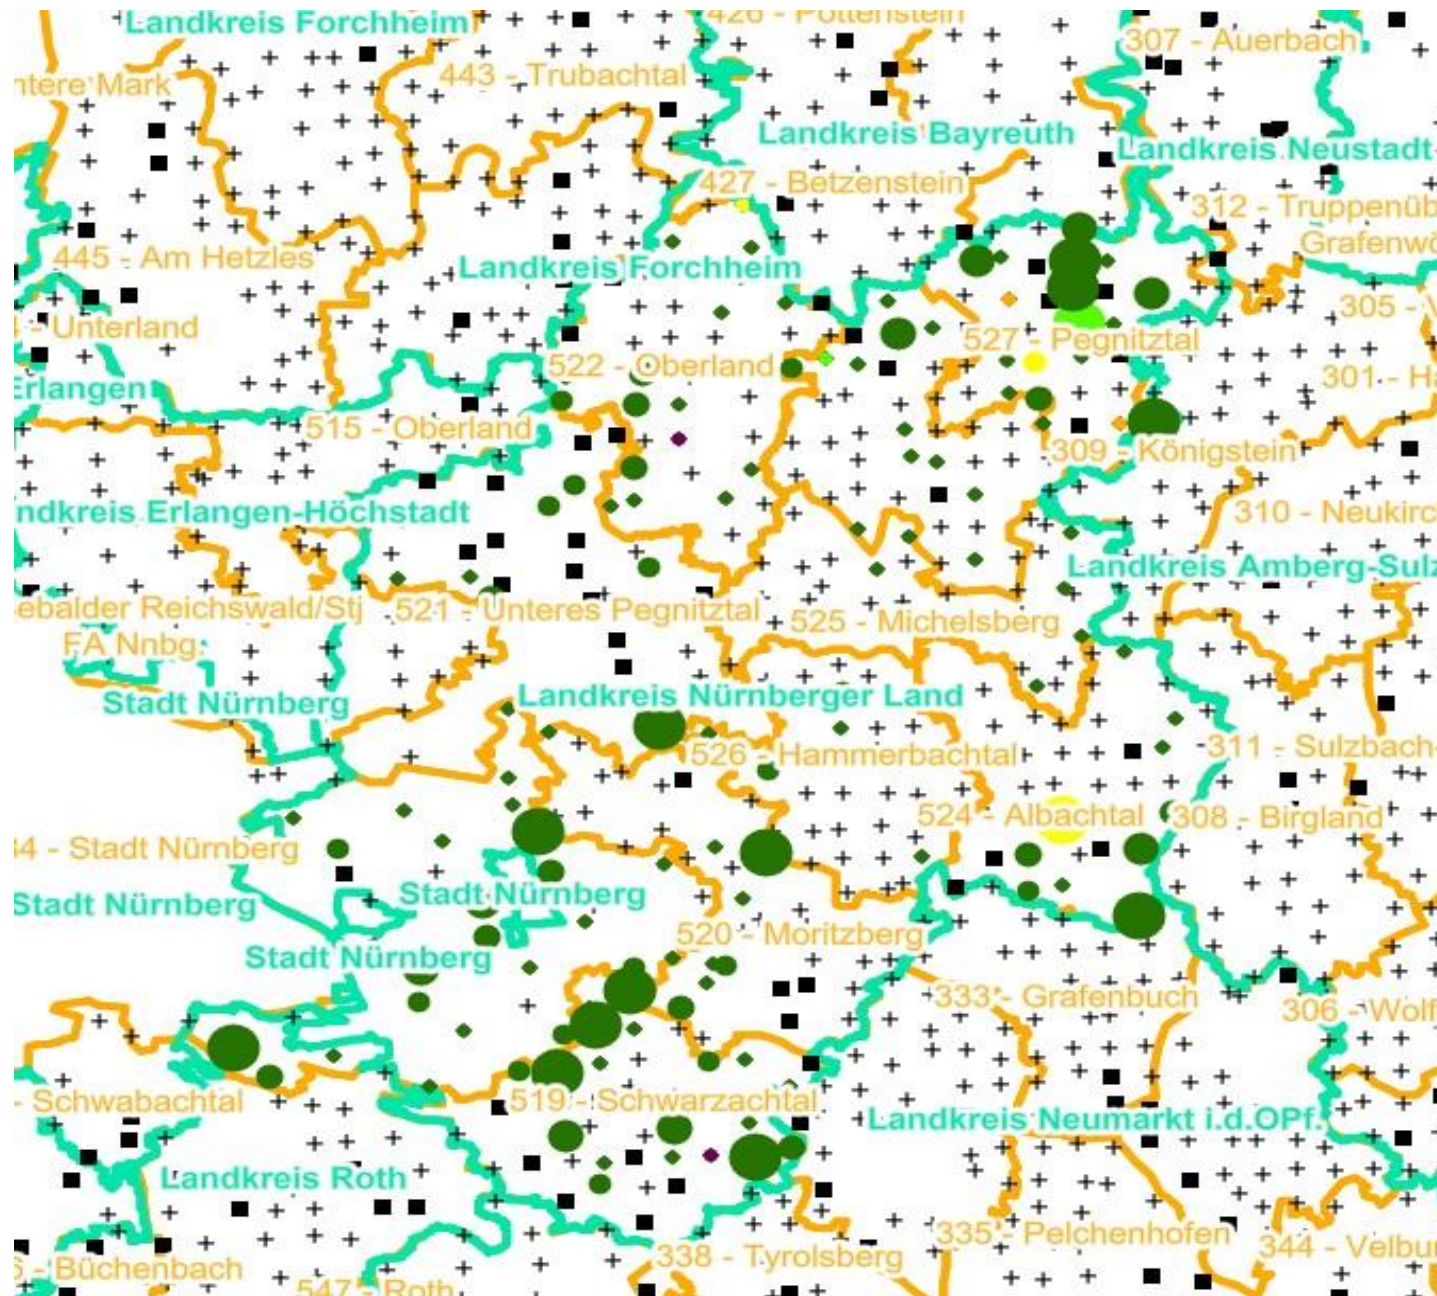 Landkreis Forchheim
426 - Pottenstein
307 - Auerbach
ntere Mark
443 - Trubachtal
Landkreis Bayreuth
Landkreis Neustadt-
427 - Betzenstein
312 - Truppenüb
Grafenwö
445 - Am Hetzles
Landkreis Forchheim
305 - V
- Unterland
527 - Pegnitztal
522 - Oberland
301 - Ha
Erlangen
515 - Oberland
309 - Königstein
ndkreis Erlangen-Höchstadt
310 - Neukirc
Landkreis Amberg-Sulz
ebalder Reichswald/Stj
521 - Unteres Pegnitztal
525 - Michelsberg
FA Nnbg.
Stadt Nürnberg
Landkreis Nürnberger Land
526 - Hammerbachtal
311 - Sulzbach-
524 - Albachtal
308 - Birgland
34 - Stadt Nürnberg
Stadt Nürnberg
Stadt Nürnberg
520 - Moritzberg
Stadt Nürnberg
333 - Grafenbuch
306 - Wolf
- Schwabachtal
519 - Schwarzachtal
Landkreis Neumarkt i.d.OPf.
Landkreis Roth
335 - Pelchenhofen
344 - Velbu
338 - Tyrolsberg
6 - Büchenbach
547 - Roth